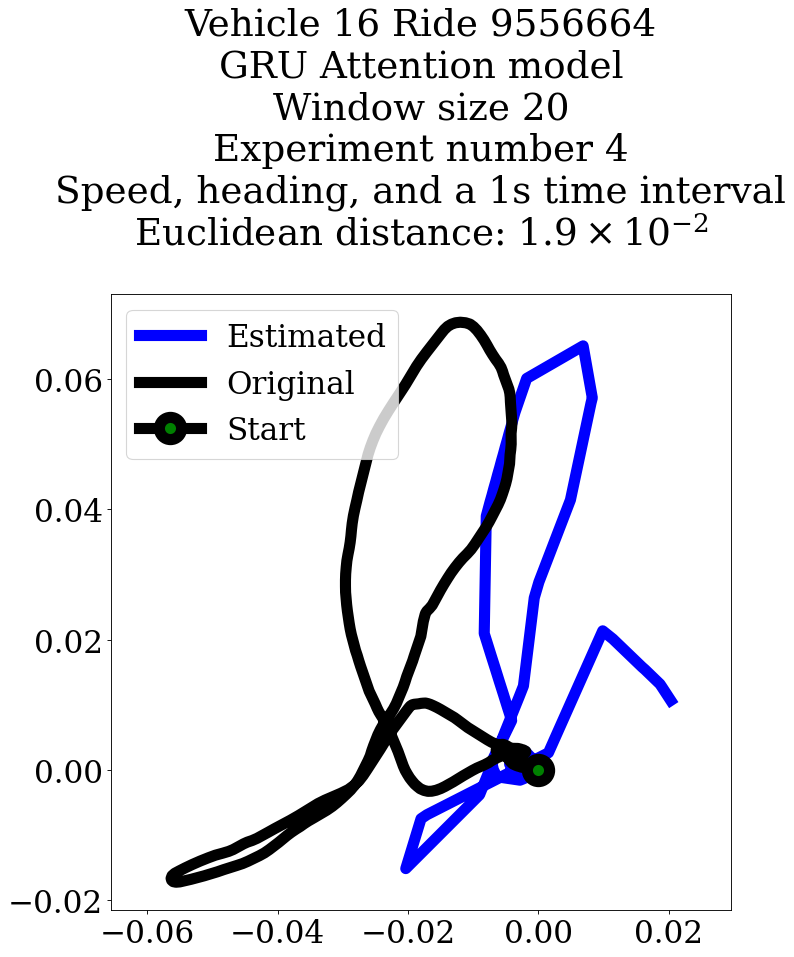 Vehicle 16 Ride 9556664
GRU Attention model
Window size 20
Experiment number 4
Speed, heading, and a 1s time interval
Euclidean distance: 1.9 × 10⁻²
Estimated
Original
Start
0.06
0.04
0.02
0.00
−0.02
−0.06 −0.04 −0.02 0.00 0.02